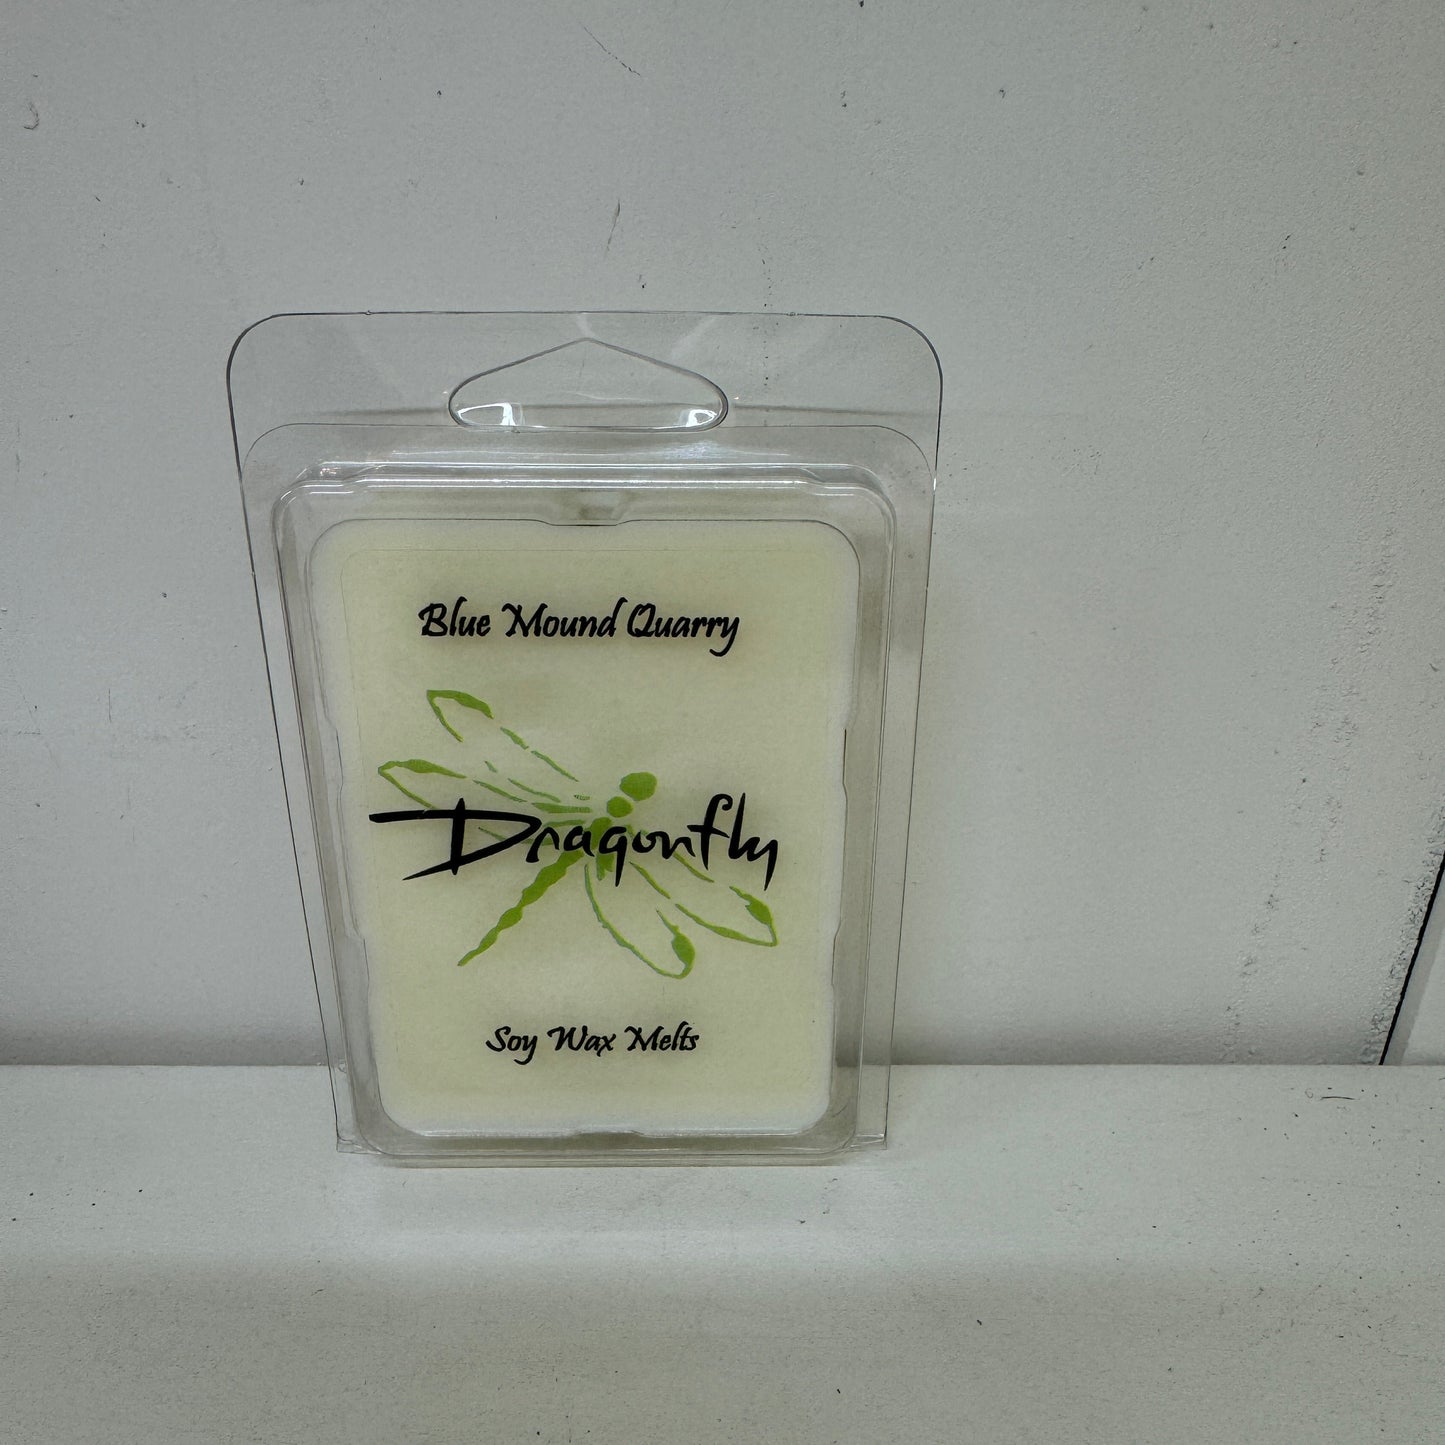 Blue Mound Quarry
Dragonfly
Soy Wax Melts